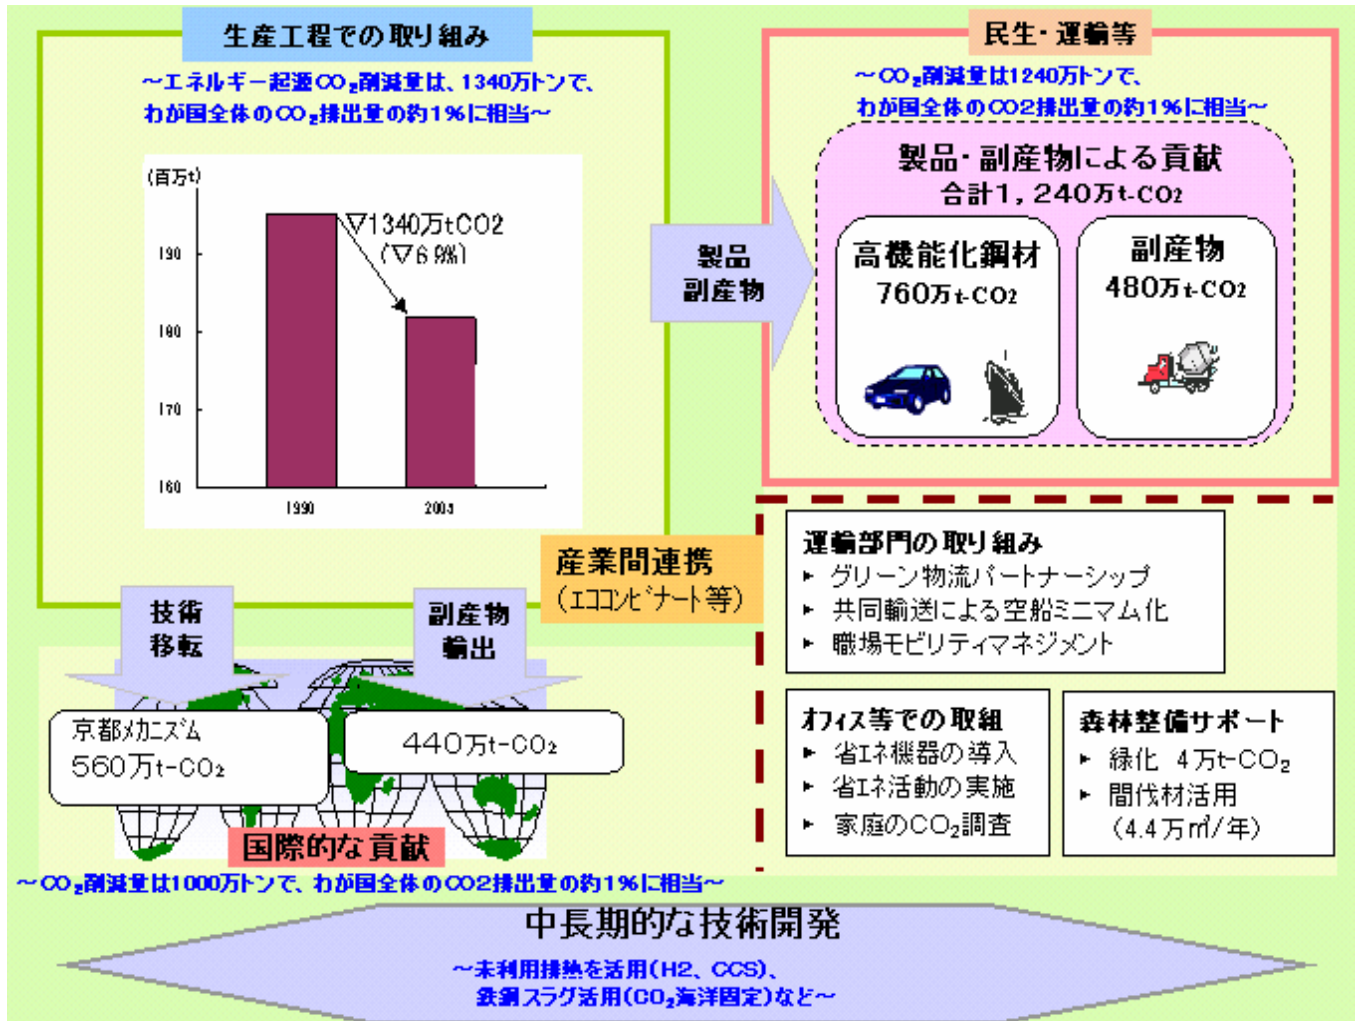 生産工程での取り組み
～エネルギー起源CO₂削減量は、1340万トンで、
わが国全体のCO₂排出量の約1%に相当～
(百万t)
190
180
170
160
1990
▽1340万tCO2
(▽6.9%)
製品
副産物
民生・運輸等
～CO₂削減量は1240万トンで、
わが国全体のCO2排出量の約1%に相当～
製品・副産物による貢献
合計1，240万t-CO2
高機能化鋼材
760万t-CO2
副産物
480万t-CO2
産業間連携
(エココンビナート等)
運輸部門の取り組み
グリーン物流パートナーシップ
共同輸送による空船ミニマム化
職場モビリティマネジメント
オフィス等での取組
省エネ機器の導入
省エネ活動の実施
家庭のCO₂調査
森林整備サポート
緑化 4万t-CO₂
間伐材活用
(4.4万㎥/年)
技術
移転
副産物
輸出
京都メカニズム
560万t-CO₂
440万t-CO₂
国際的な貢献
～CO₂削減量は1000万トンで、わが国全体のCO2排出量の約1%に相当～
中長期的な技術開発
～未利用排熱を活用(H2、CCS)、
鉄鋼スラグ活用(CO₂海洋固定)など～